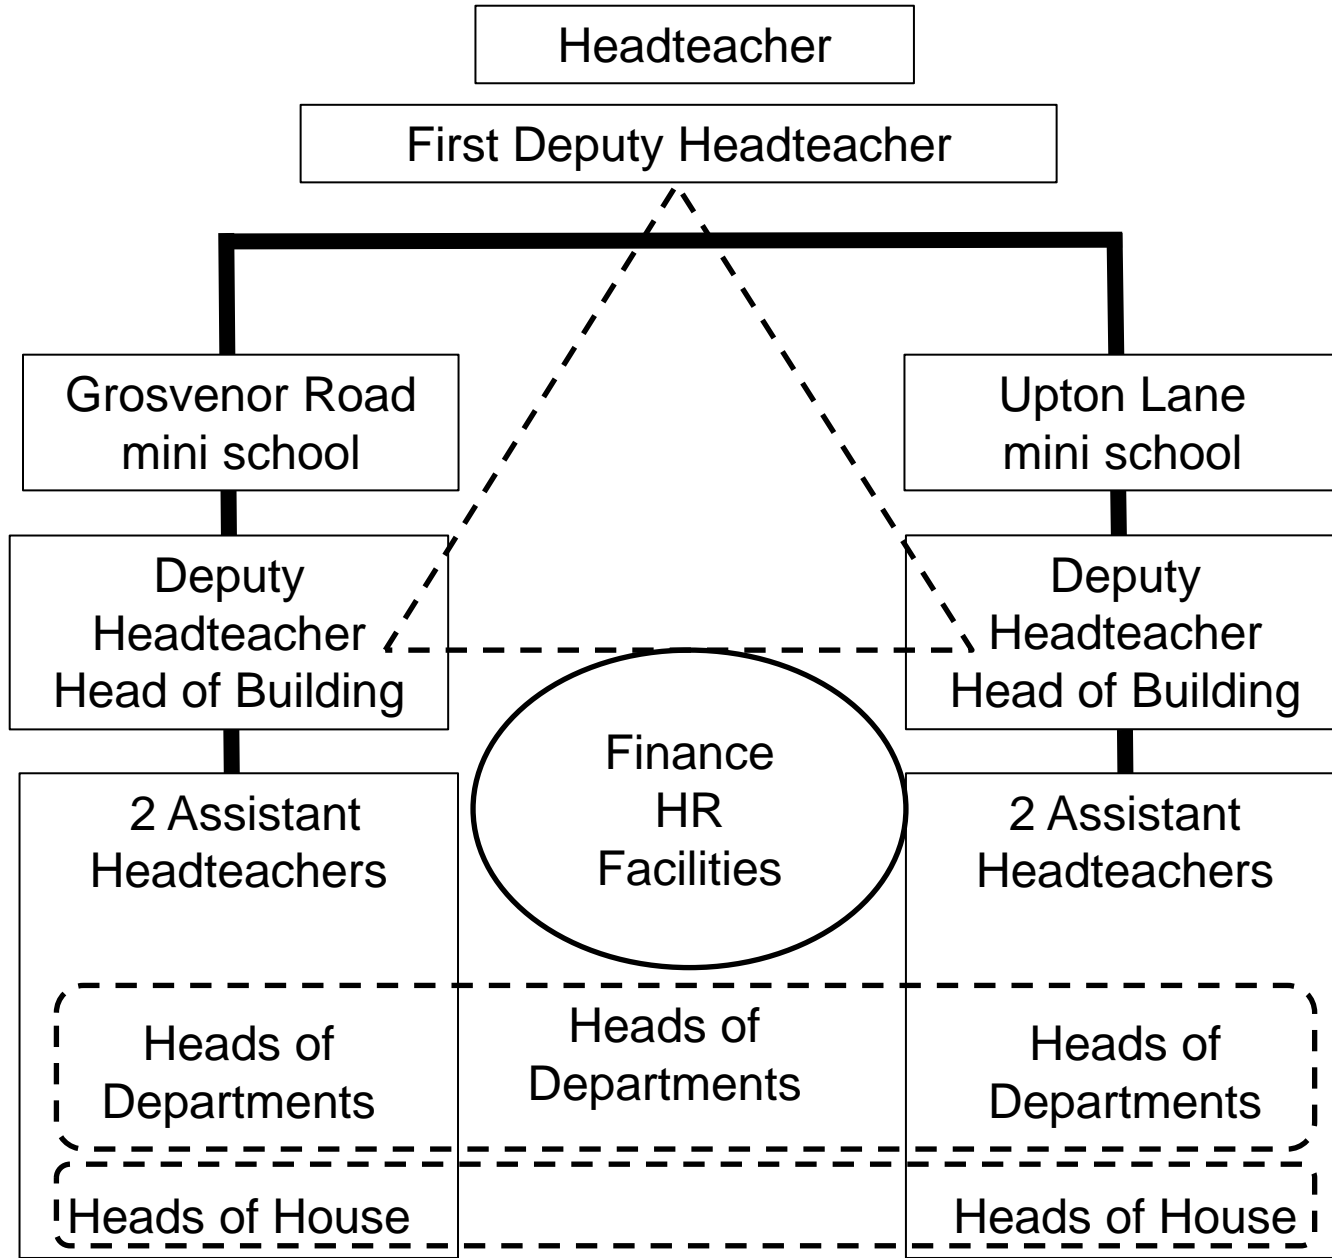 Headteacher
First Deputy Headteacher
Grosvenor Road
mini school
Upton Lane
mini school
Deputy
Headteacher
Head of Building
Deputy
Headteacher
Head of Building
Finance
HR
Facilities
2 Assistant
Headteachers
2 Assistant
Headteachers
Heads of
Departments
Heads of
Departments
Heads of
Departments
Heads of House
Heads of House